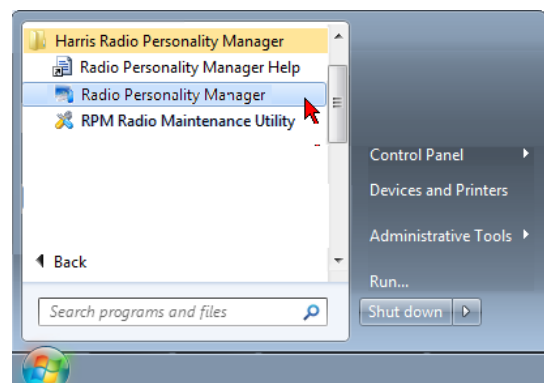 Harris Radio Personality Manager
Radio Personality Manager Help
Radio Personality Manager
RPM Radio Maintenance Utility
Back
Search programs and files
Control Panel
Devices and Printers
Administrative Tools
Run...
Shut down